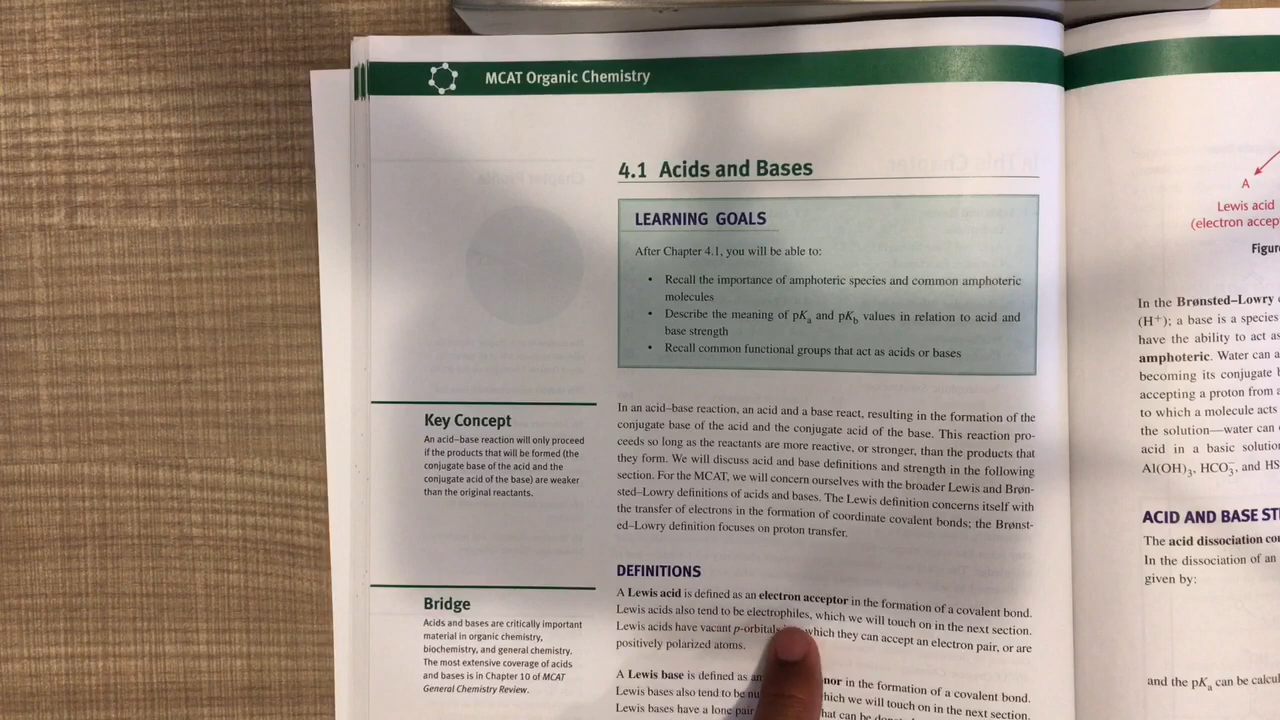 MCAT Organic Chemistry
4.1 Acids and Bases
LEARNING GOALS
After Chapter 4.1, you will be able to:
• Recall the importance of amphoteric species and common amphoteric
molecules
• Describe the meaning of pKa and pKb values in relation to acid and
base strength
• Recall common functional groups that act as acids or bases
Key Concept
An acid–base reaction will only proceed
if the products that will be formed (the
conjugate base of the acid and the
conjugate acid of the base) are weaker
than the original reactants.
In an acid–base reaction, an acid and a base react, resulting in the formation of the
conjugate base of the acid and the conjugate acid of the base. This reaction pro-
ceeds so long as the reactants are more reactive, or stronger, than the products that
they form. We will discuss acid and base definitions and strength in the following
section. For the MCAT, we will concern ourselves with the broader Lewis and Brøn-
sted–Lowry definitions of acids and bases. The Lewis definition concerns itself with
the transfer of electrons in the formation of coordinate covalent bonds; the Brønst-
ed–Lowry definition focuses on proton transfer.
Bridge
Acids and bases are critically important
material in organic chemistry,
biochemistry, and general chemistry.
The most extensive coverage of acids
and bases is in Chapter 10 of MCAT
General Chemistry Review.
DEFINITIONS
A Lewis acid is defined as an electron acceptor in the formation of a covalent bond.
Lewis acids also tend to be electrophiles, which we will touch on in the next section.
Lewis acids have vacant p-orbitals which they can accept an electron pair, or are
positively polarized atoms.
A Lewis base is defined as an in the formation of a covalent bond.
Lewis bases also tend to be we will touch on in the next section.
Lewis bases have a lone pair that can be
A
Lewis acid
(electron
In the Brønsted–Lowry
(H+); a base is a species
have the ability to act as
amphoteric. Water can a
becoming its conjugate
accepting a proton from
to which a molecule acts
the solution—water can
acid in a basic
Al(OH)3, HCO3−, and
ACID AND BASE
The acid dissociation
In the dissociation of an
given by:
and the pKa can be